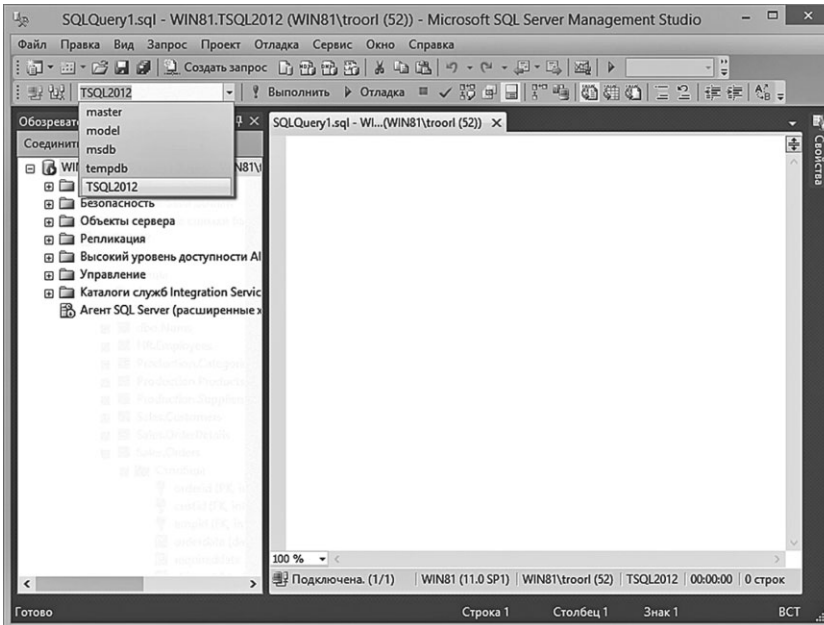 SQLQuery1.sql - WIN81.TSQL2012 (WIN81\troorl (52)) - Microsoft SQL Server Management Studio
Файл Правка Вид Запрос Проект Отладка Сервис Окно Справка
Создать запрос
TSQL2012 Выполнить Отладка
master
model
msdb
tempdb
TSQL2012
SQLQuery1.sql - WI...(WIN81\troorl (52))
Свойства
Безопасность
Объекты сервера
Репликация
Высокий уровень доступности Al
Управление
Каталоги служб Integration Servic
Агент SQL Server (расширенные
100 %
Подключена. (1/1) WIN81 (11.0 SP1) WIN81\troorl (52) TSQL2012 00:00:00 0 строк
Готово Строка 1 Столбец 1 Знак 1 ВСТ